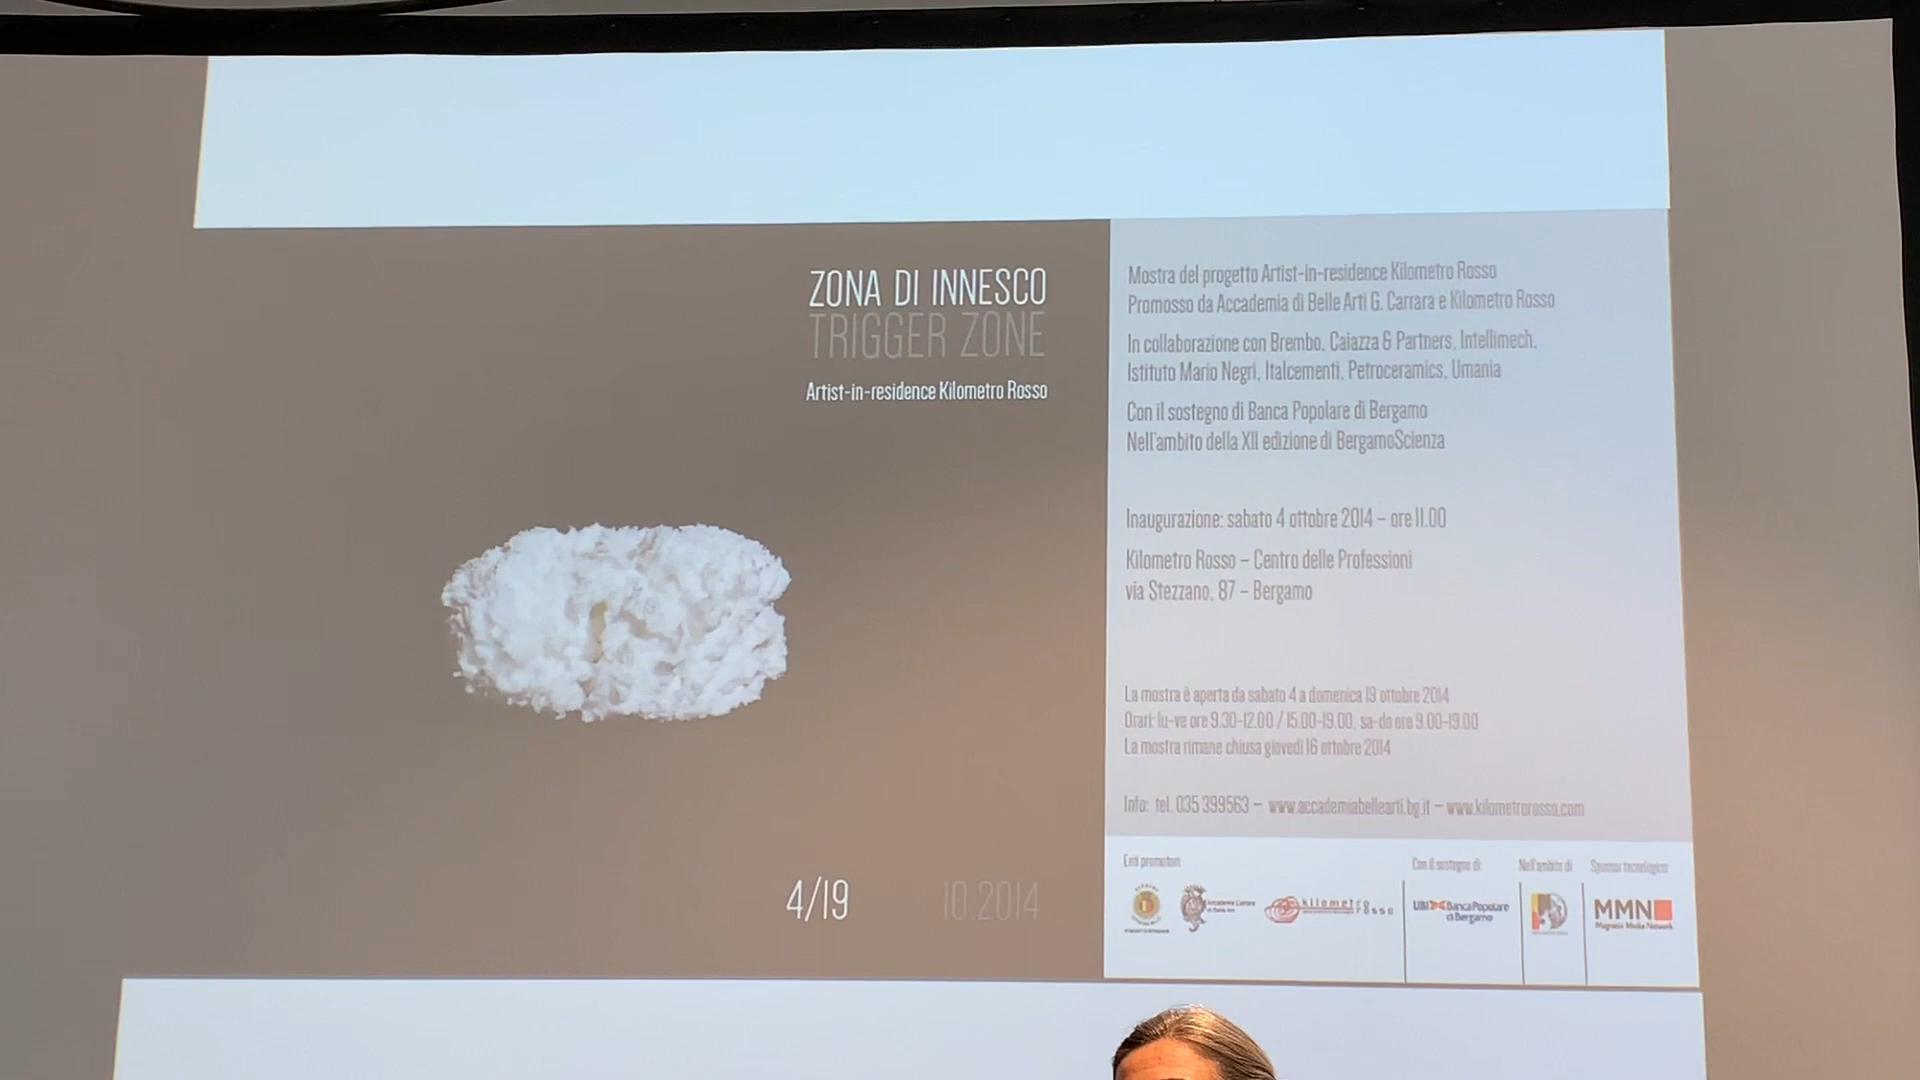 ZONA DI INNESCO
TRIGGER ZONE
Artist-in-residence Kilometro Rosso
4/19 10.2014
Mostra del progetto Artist-in-residence Kilometro Rosso
Promosso da Accademia di Belle Arti G. Carrara e Kilometro Rosso
In collaborazione con Brembo, Caiazza & Partners, Intellimech,
Istituto Mario Negri, Italcementi, Petroceramics, Umania
Con il sostegno di Banca Popolare di Bergamo
Nell'ambito della XII edizione di BergamoScienza
Inaugurazione: sabato 4 ottobre 2014 – ore 11.00
Kilometro Rosso – Centro delle Professioni
via Stezzano, 87 – Bergamo
La mostra è aperta da sabato 4 a domenica 19 ottobre 2014
Orari: lu-ve ore 9.30-12.00 / 15.00-19.00, sa-do ore 9.00-19.00
La mostra rimane chiusa giovedì 16 ottobre 2014
Info: tel. 035 399563 – www.accademiabellearti.bg.it – www.kilometrorosso.com
Enti promotori:
Con il sostegno di:
Nell'ambito di
Sponsor tecnologico:
Accademia Carrara
kilometro
rosso
UBI Banca Popolare
di Bergamo
MMN
Magnetic Media Network